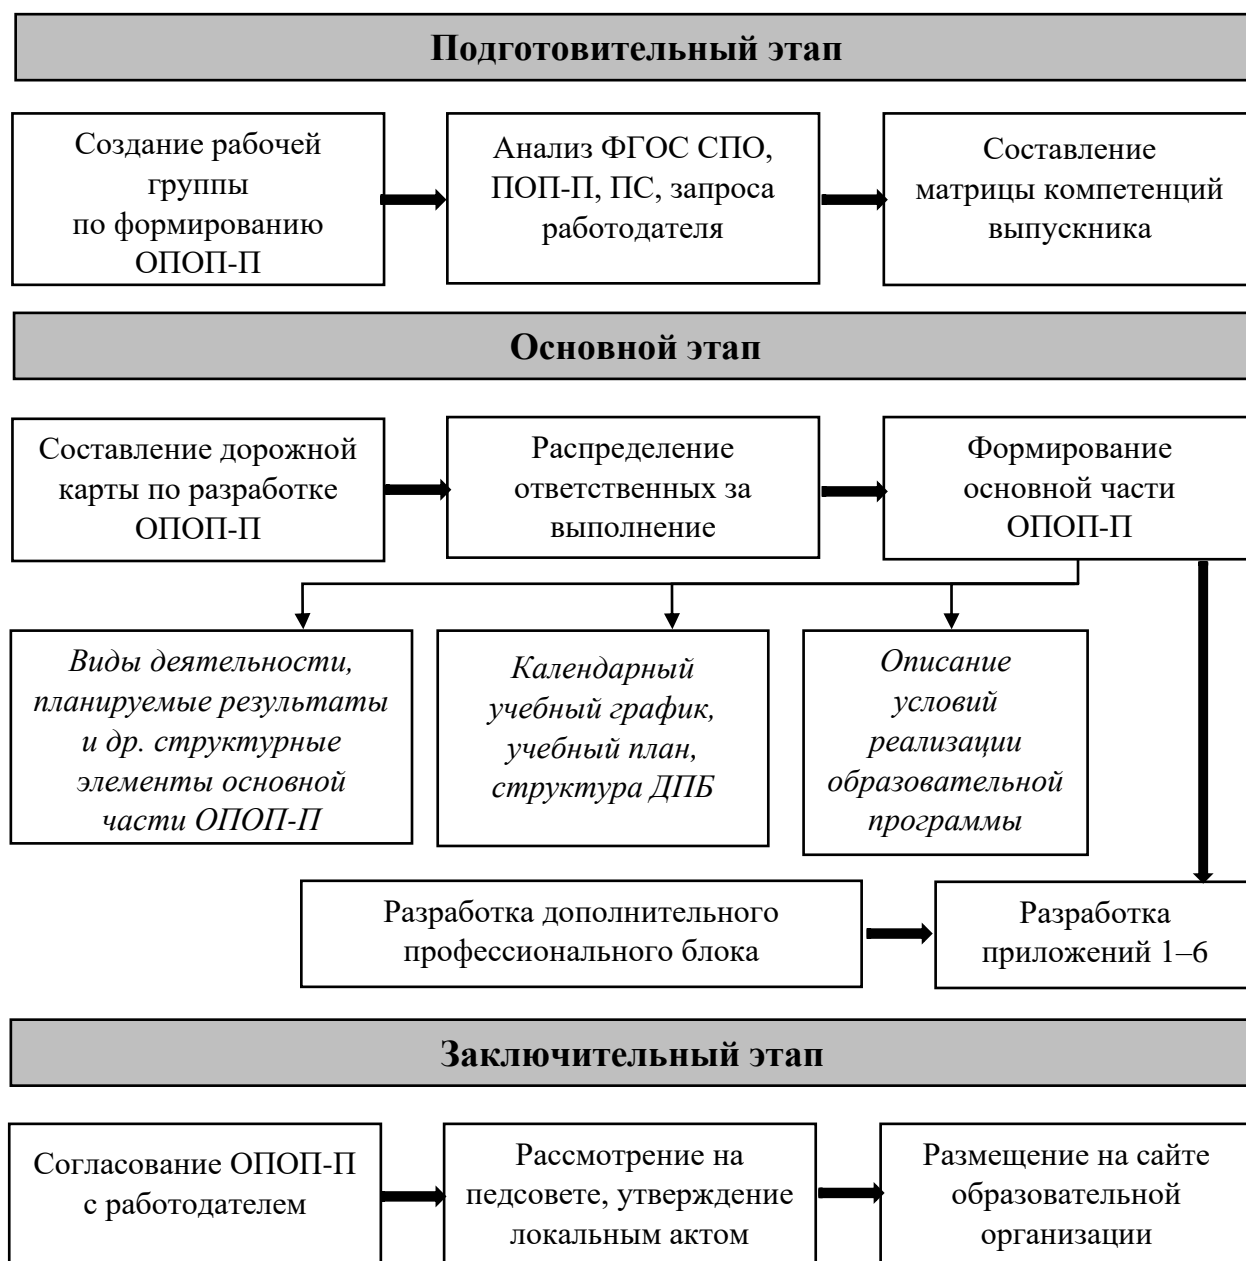 Подготовительный этап
Создание рабочей
группы
по формированию
ОПОП-П
Анализ ФГОС СПО,
ПОП-П, ПС, запроса
работодателя
Составление
матрицы компетенций
выпускника
Основной этап
Составление дорожной
карты по разработке
ОПОП-П
Распределение
ответственных за
выполнение
Формирование
основной части
ОПОП-П
Виды деятельности,
планируемые результаты
и др. структурные
элементы основной
части ОПОП-П
Календарный
учебный график,
учебный план,
структура ДПБ
Описание
условий
реализации
образовательной
программы
Разработка дополнительного
профессионального блока
Разработка
приложений 1–6
Заключительный этап
Согласование ОПОП-П
с работодателем
Рассмотрение на
педсовете, утверждение
локальным актом
Размещение на сайте
образовательной
организации